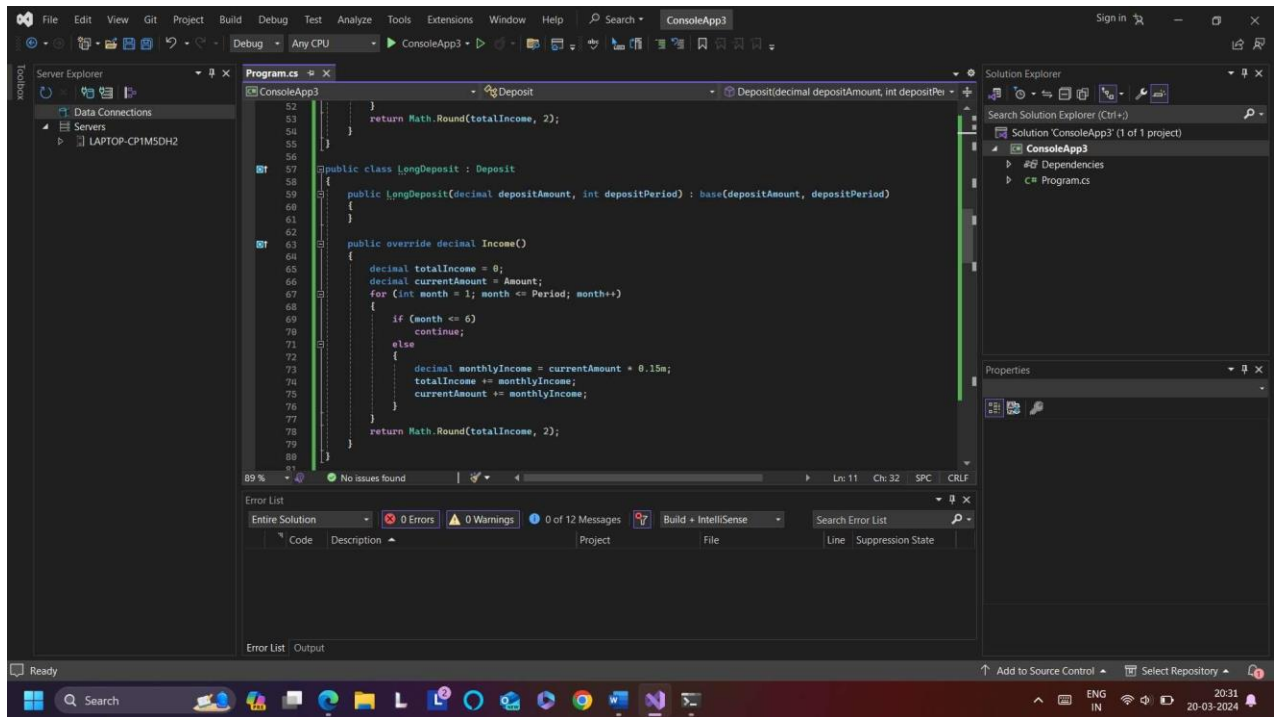 File Edit View Git Project Build Debug Test Analyze Tools Extensions Window Help Search ConsoleApp3 Sign in
Debug Any CPU ConsoleApp3
Toolbox
Server Explorer
Data Connections
Servers
LAPTOP-CP1M5DH2
Program.cs
ConsoleApp3 Deposit Deposit(decimal depositAmount, int depositPer
52 }
53 return Math.Round(totalIncome, 2);
54 }
55 }
56
57 public class LongDeposit : Deposit
58 {
59 public LongDeposit(decimal depositAmount, int depositPeriod) : base(depositAmount, depositPeriod)
60 {
61 }
62
63 public override decimal Income()
64 {
65 decimal totalIncome = 0;
66 decimal currentAmount = Amount;
67 for (int month = 1; month <= Period; month++)
68 {
69 if (month <= 6)
70 continue;
71 else
72 {
73 decimal monthlyIncome = currentAmount * 0.15m;
74 totalIncome += monthlyIncome;
75 currentAmount += monthlyIncome;
76 }
77 }
78 return Math.Round(totalIncome, 2);
79 }
80 }
81
89 % No issues found Ln: 11 Ch: 32 SPC CRLF
Error List
Entire Solution 0 Errors 0 Warnings 0 of 12 Messages Build + IntelliSense Search Error List
Code Description Project File Line Suppression State
Error List Output
Solution Explorer
Search Solution Explorer (Ctrl+;)
Solution 'ConsoleApp3' (1 of 1 project)
ConsoleApp3
Dependencies
C# Program.cs
Properties
Ready Add to Source Control Select Repository
Search
ENG
IN
20:31
20-03-2024